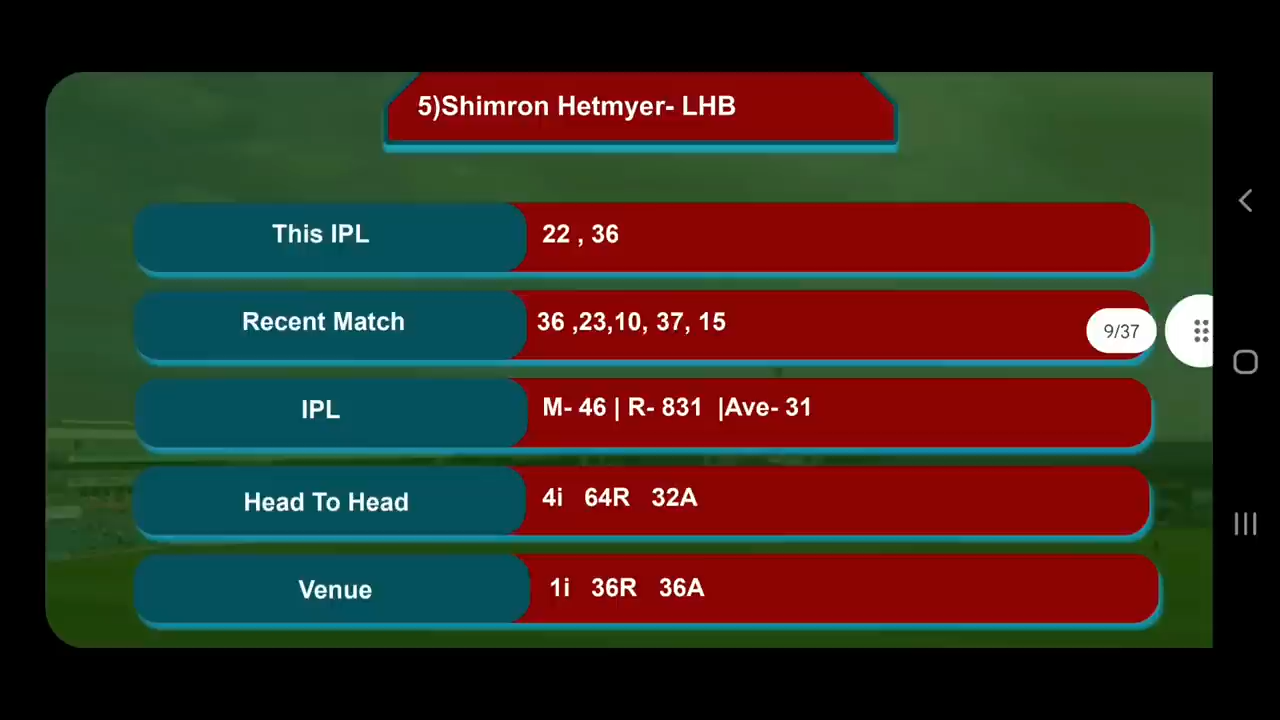 5)Shimron Hetmyer- LHB
This IPL 22 , 36
Recent Match 36 ,23,10, 37, 15
9/37
IPL M- 46 | R- 831 |Ave- 31
Head To Head 4i 64R 32A
Venue 1i 36R 36A